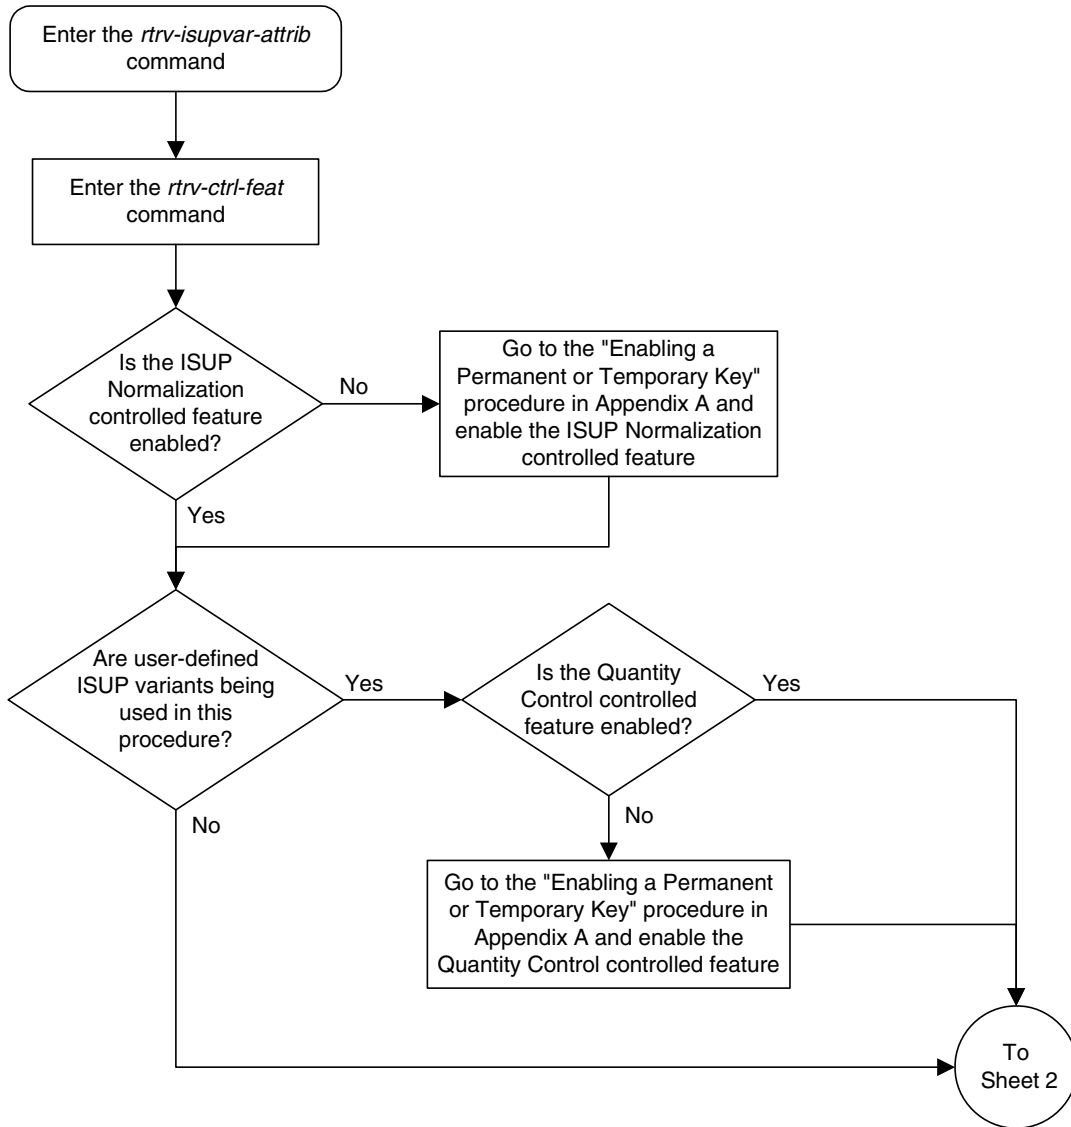 Enter the rtrv-isupvar-attrib
command
Enter the rtrv-ctrl-feat
command
Is the ISUP
Normalization
controlled feature
enabled?
No
Go to the "Enabling a
Permanent or Temporary Key"
procedure in Appendix A and
enable the ISUP Normalization
controlled feature
Yes
Are user-defined
ISUP variants being
used in this
procedure?
Yes
Is the Quantity
Control controlled
feature enabled?
Yes
No
No
Go to the "Enabling a Permanent
or Temporary Key" procedure in
Appendix A and enable the
Quantity Control controlled feature
To
Sheet 2